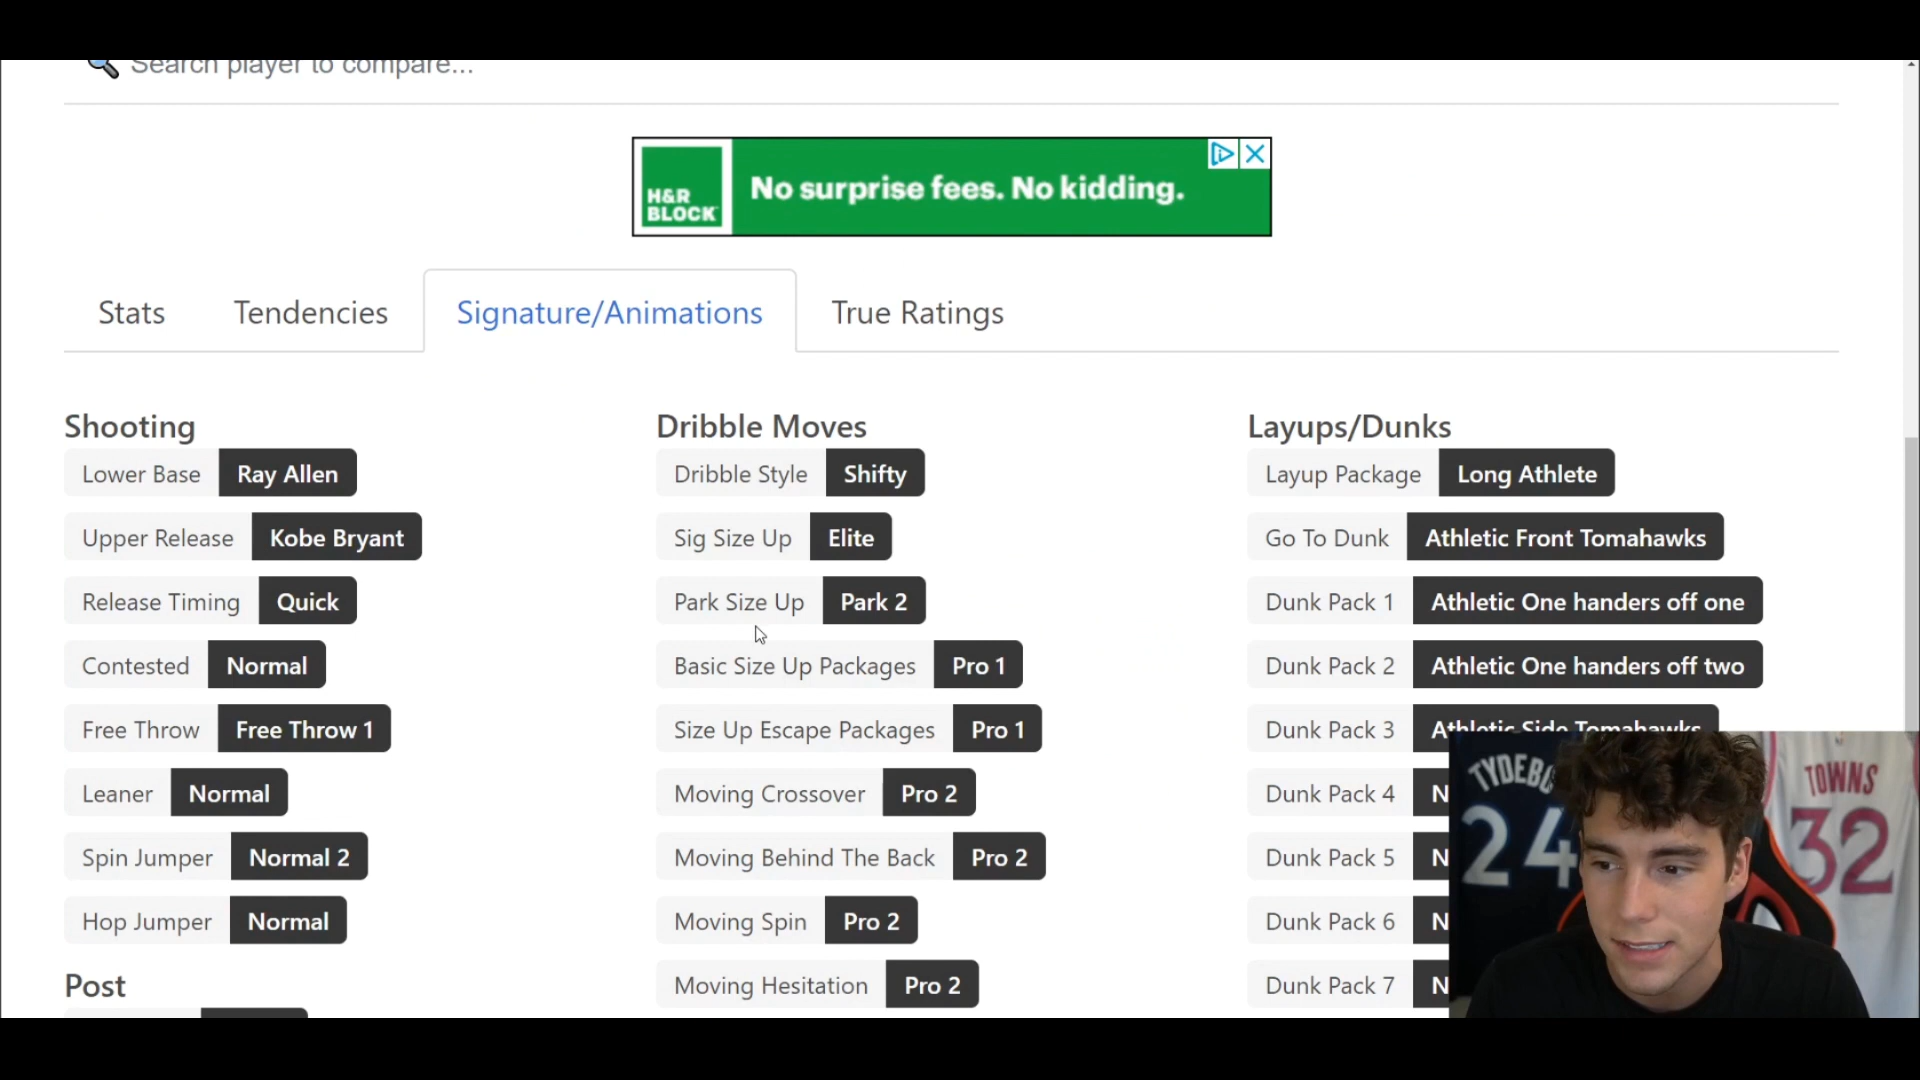 Search player to compare...
H&R
BLOCK
No surprise fees. No kidding.
Stats
Tendencies
Signature/Animations
True Ratings
Shooting
Lower Base Ray Allen
Upper Release Kobe Bryant
Release Timing Quick
Contested Normal
Free Throw Free Throw 1
Leaner Normal
Spin Jumper Normal 2
Hop Jumper Normal
Post
Dribble Moves
Dribble Style Shifty
Sig Size Up Elite
Park Size Up Park 2
Basic Size Up Packages Pro 1
Size Up Escape Packages Pro 1
Moving Crossover Pro 2
Moving Behind The Back Pro 2
Moving Spin Pro 2
Moving Hesitation Pro 2
Layups/Dunks
Layup Package Long Athlete
Go To Dunk Athletic Front Tomahawks
Dunk Pack 1 Athletic One handers off one
Dunk Pack 2 Athletic One handers off two
Dunk Pack 3 Athletic Side Tomahawks
Dunk Pack 4 N
Dunk Pack 5 N
Dunk Pack 6 N
Dunk Pack 7 N
24
TOWNS
32